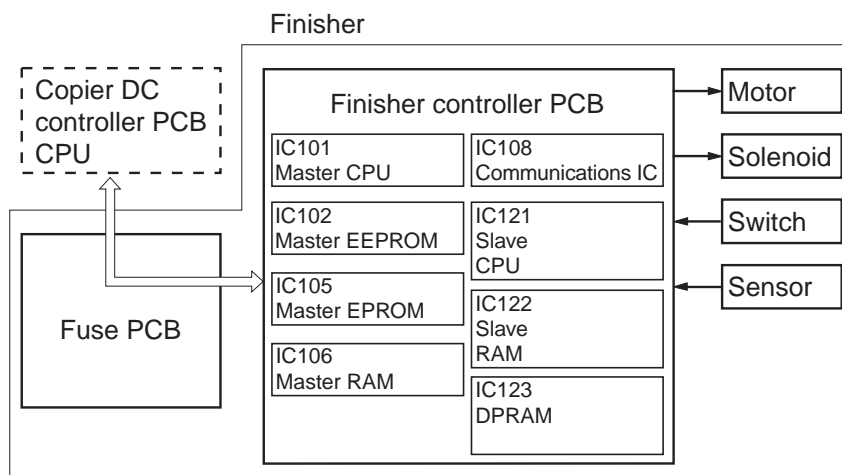 Finisher
Copier DC
controller PCB
CPU
Fuse PCB
Finisher controller PCB
IC101
Master CPU
IC102
Master EEPROM
IC105
Master EPROM
IC106
Master RAM
IC108
Communications IC
IC121
Slave
CPU
IC122
Slave
RAM
IC123
DPRAM
Motor
Solenoid
Switch
Sensor